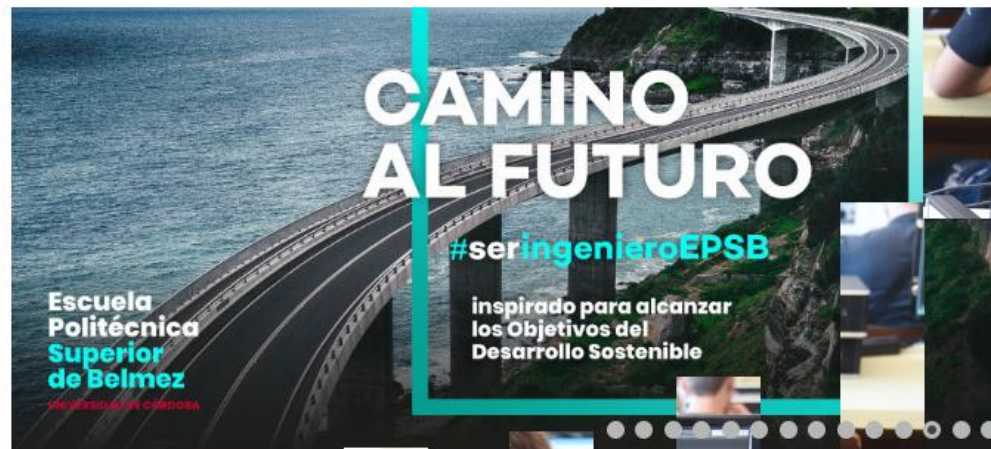 CAMINO
AL FUTURO
#seringenieroEPSB
inspirado para alcanzar
los Objetivos del
Desarrollo Sostenible
Escuela
Politécnica
Superior
de Belmez
UNIVERSIDAD DE CÓRDOBA